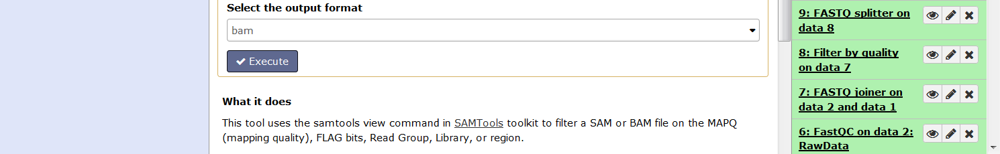 Select the output format
bam
Execute
What it does
This tool uses the samtools view command in SAMTools toolkit to filter a SAM or BAM file on the MAPQ
(mapping quality), FLAG bits, Read Group, Library, or region.
9: FASTQ splitter on
data 8
8: Filter by quality
on data 7
7: FASTQ joiner on
data 2 and data 1
6: FastQC on data 2:
RawData